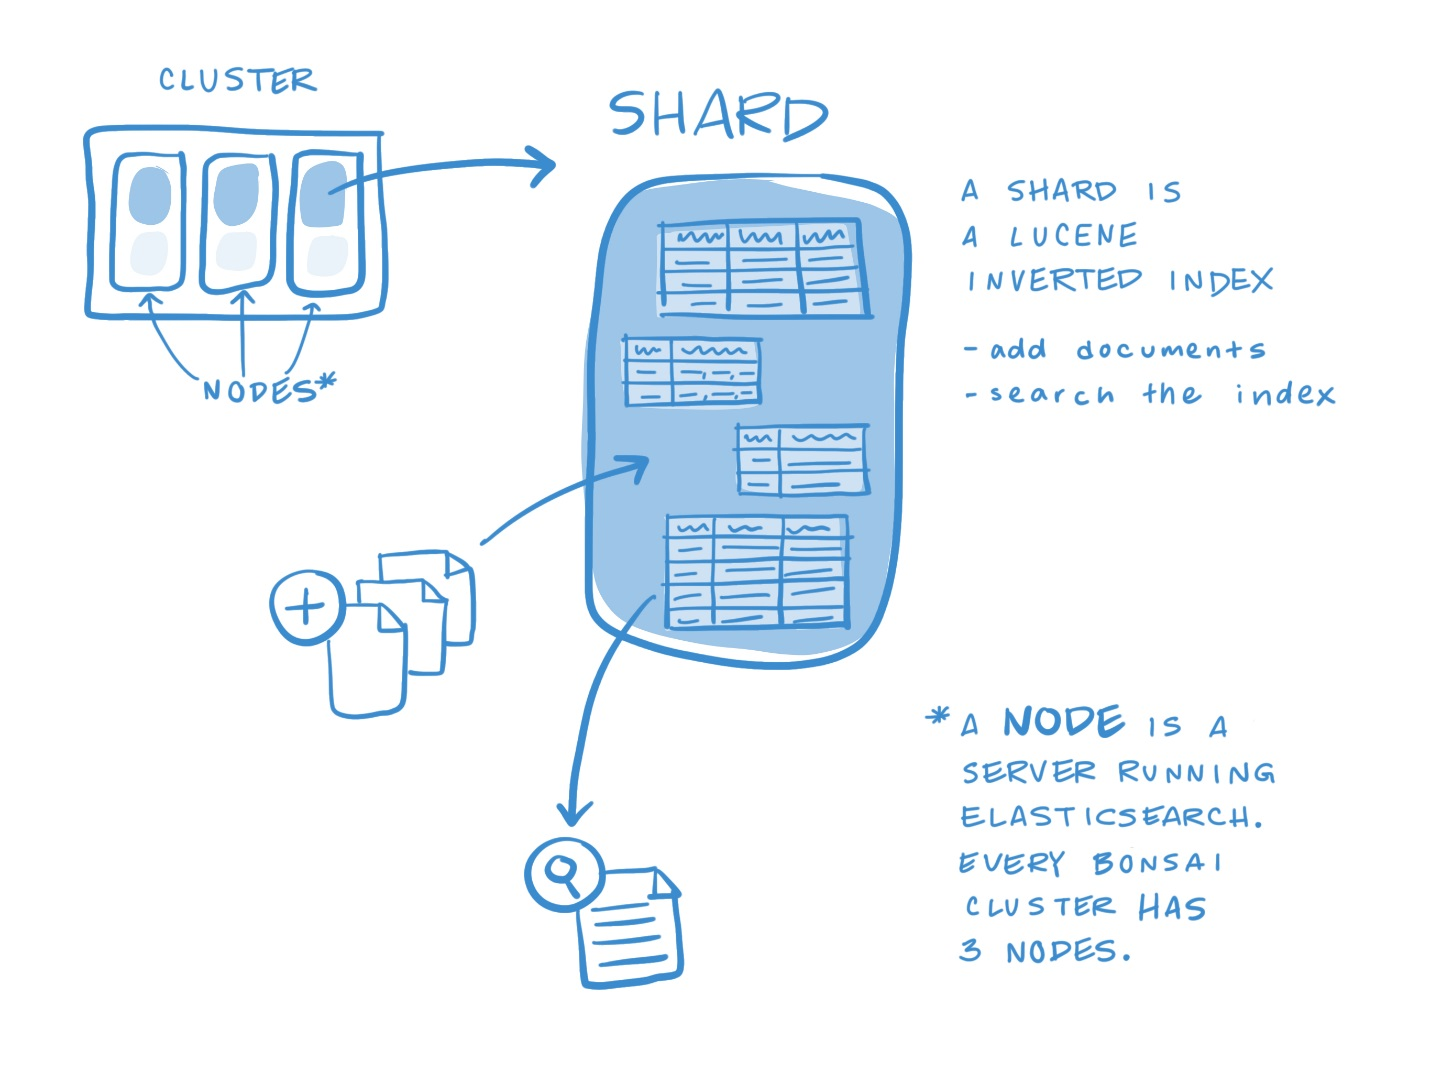 CLUSTER
NODES*
SHARD
A SHARD IS
A LUCENE
INVERTED INDEX
- add documents
- search the index
* A NODE IS A
SERVER RUNNING
ELASTICSEARCH.
EVERY BONSAI
CLUSTER HAS
3 NODES.